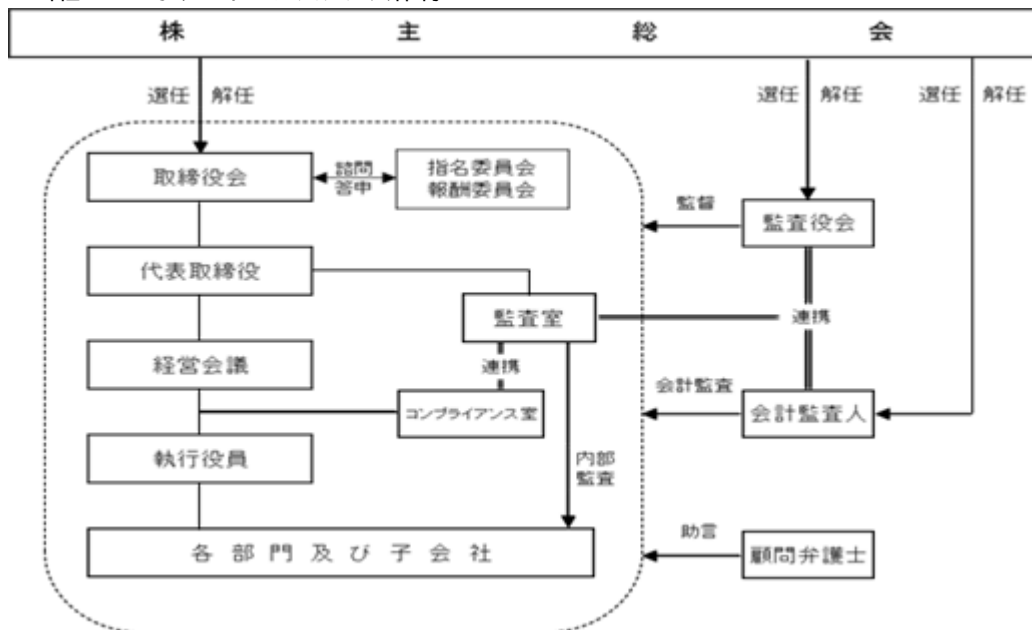 株主総会
選任 解任
選任 解任
選任 解任
取締役会
諮問
答申
指名委員会
報酬委員会
監督
監査役会
代表取締役
監査室
連携
経営会議
連携
コンプライアンス室
会計監査
会計監査人
執行役員
内部
監査
各部門及び子会社
助言
顧問弁護士